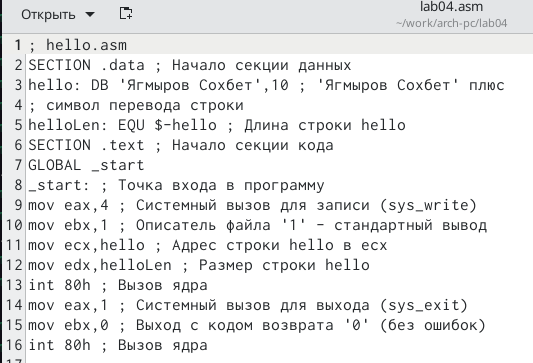 Открыть
lab04.asm
~/work/arch-pc/lab04
1 ; hello.asm
2 SECTION .data ; Начало секции данных
3 hello: DB 'Ягмыров Сохбет',10 ; 'Ягмыров Сохбет' плюс
4 ; символ перевода строки
5 helloLen: EQU $-hello ; Длина строки hello
6 SECTION .text ; Начало секции кода
7 GLOBAL _start
8 _start: ; Точка входа в программу
9 mov eax,4 ; Системный вызов для записи (sys_write)
10 mov ebx,1 ; Описатель файла '1' - стандартный вывод
11 mov ecx,hello ; Адрес строки hello в ecx
12 mov edx,helloLen ; Размер строки hello
13 int 80h ; Вызов ядра
14 mov eax,1 ; Системный вызов для выхода (sys_exit)
15 mov ebx,0 ; Выход с кодом возврата '0' (без ошибок)
16 int 80h ; Вызов ядра
17